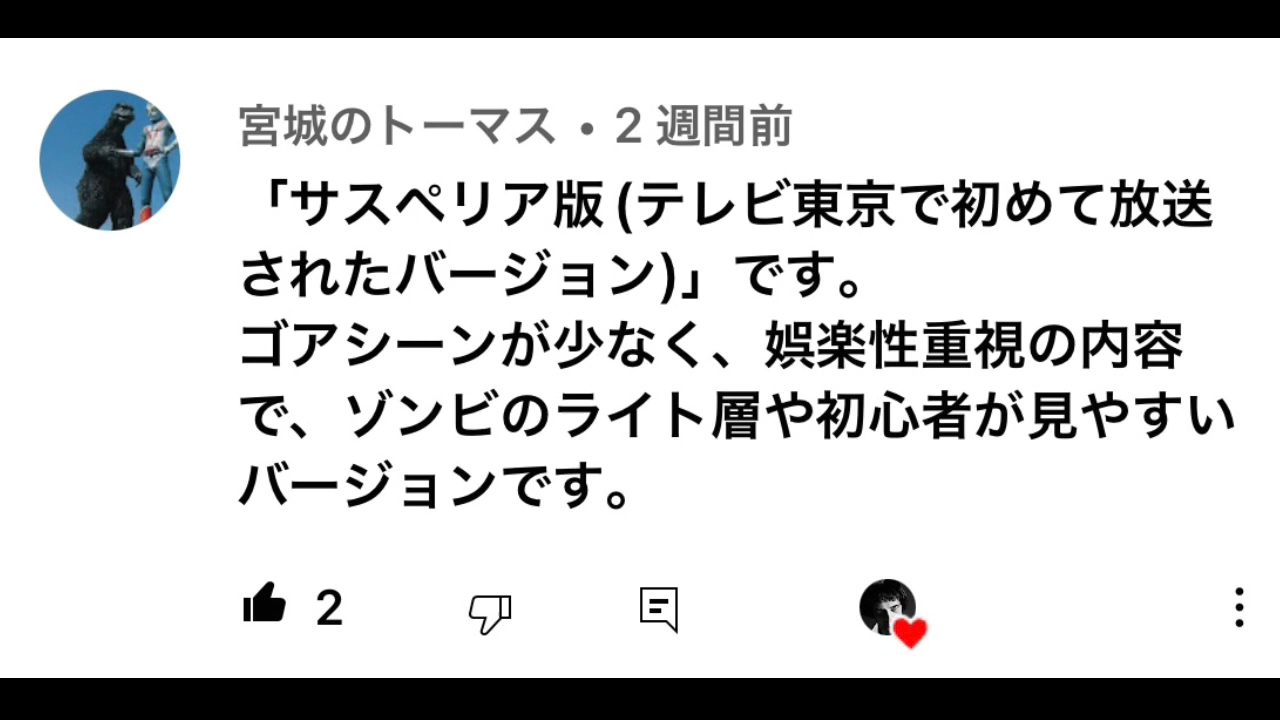 宮城のトーマス • 2 週間前
「サスペリア版 (テレビ東京で初めて放送
されたバージョン)」です。
ゴアシーンが少なく、娯楽性重視の内容
で、ゾンビのライト層や初心者が見やすい
バージョンです。
2